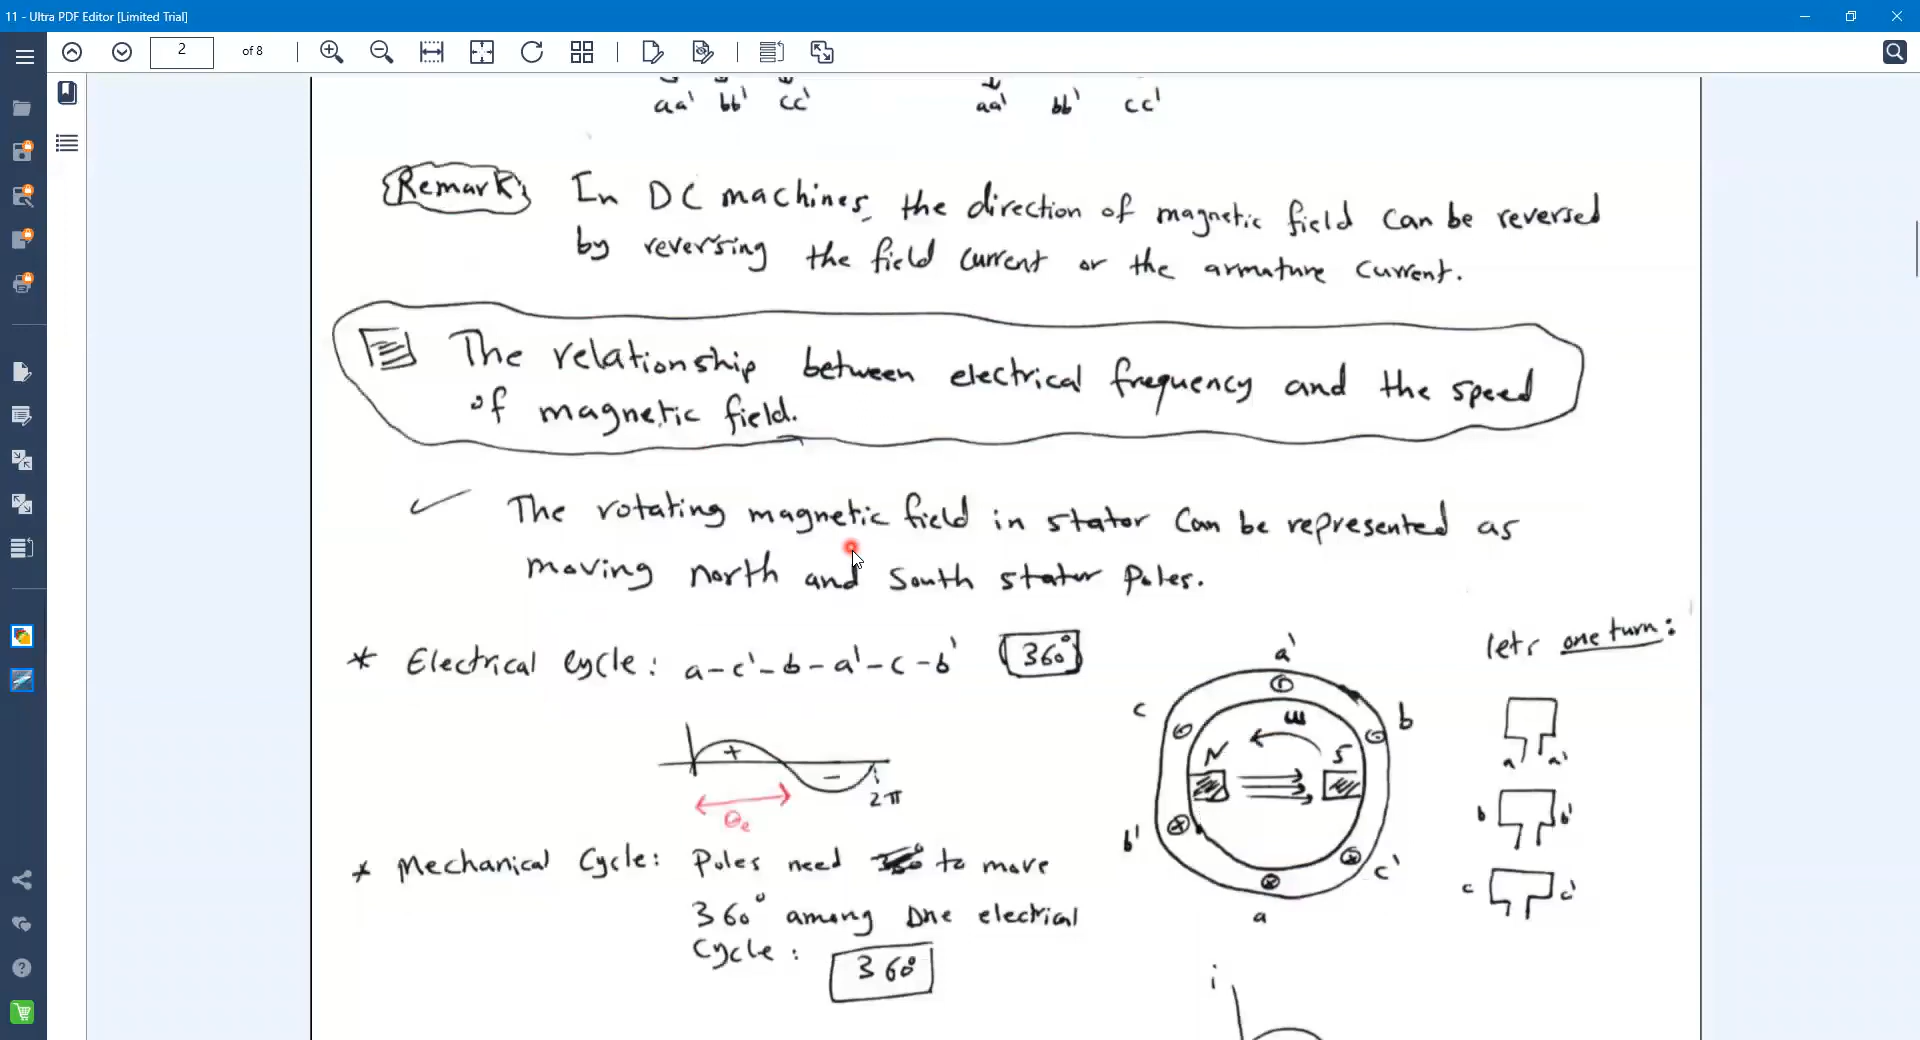 11 - Ultra PDF Editor [Limited Trial]
2 of 8
aa' bb' cc' aa' bb' cc'
Remark In DC machines, the direction of magnetic field can be reversed
by reversing the field current or the armature current.
The relationship between electrical frequency and the speed
of magnetic field.
The rotating magnetic field in stator can be represented as
moving north and south stator poles.
* Electrical cycle: a-c'-b-a'-c-b' 360°
let's one turn:
a'
c b
ω
N S
b' c'
a
a a'
b b'
c c'
+ -
2π
θe
* Mechanical Cycle: Poles need to move
360° among one electrical
cycle: 360°
i